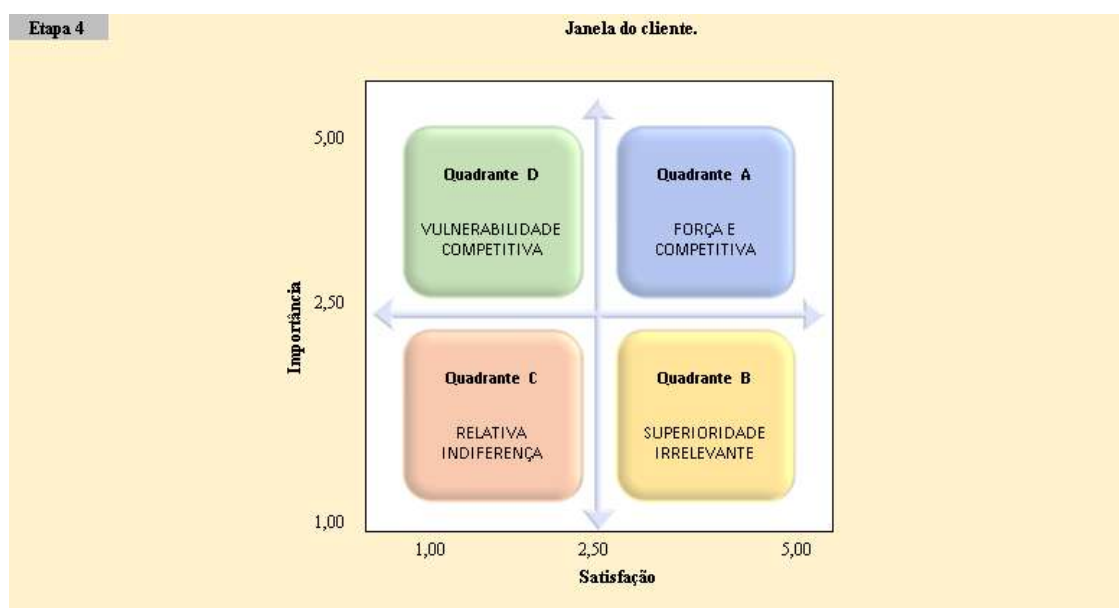 Etapa 4
Janela do cliente.
5,00
Quadrante D
Quadrante A
VULNERABILIDADE
COMPETITIVA
FORÇA E
COMPETITIVA
Importância
2,50
Quadrante C
Quadrante B
RELATIVA
INDIFERENÇA
SUPERIORIDADE
IRRELEVANTE
1,00
1,00
2,50
5,00
Satisfação